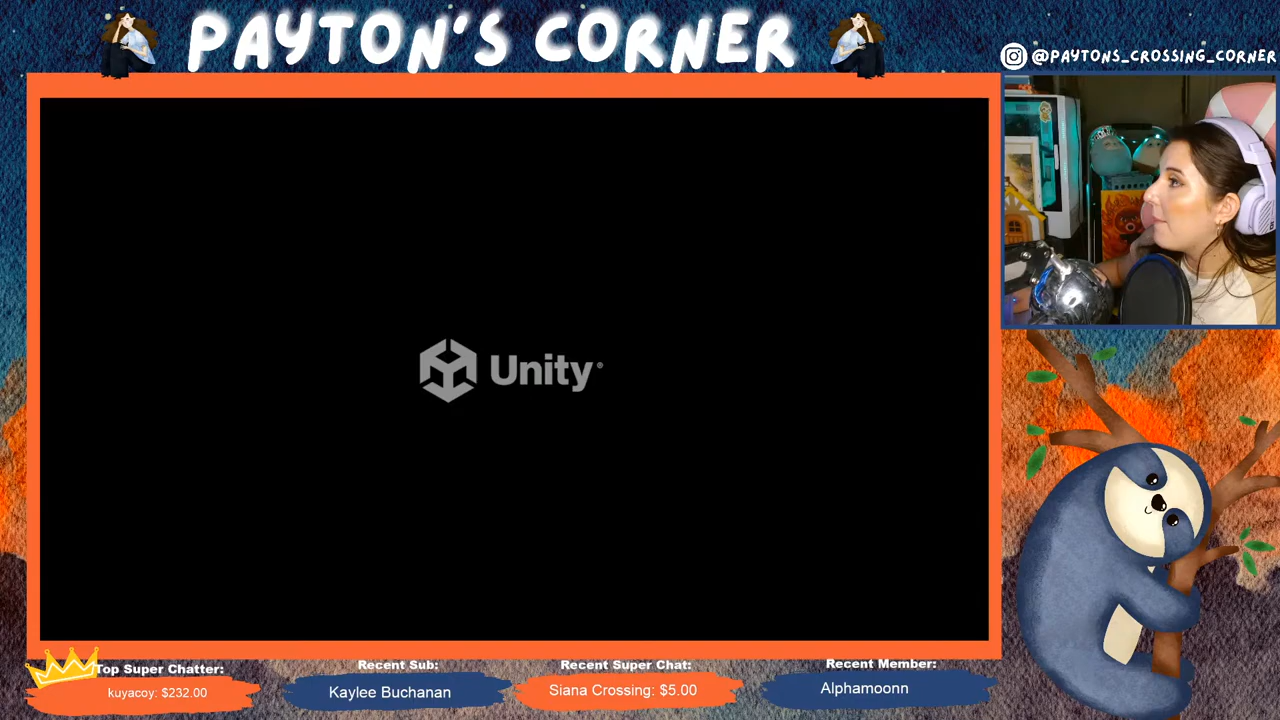 PAYTON'S CORNER
@PAYTONS_CROSSING_CORNER
Unity®
Top Super Chatter:
kuyacoy: $232.00
Recent Sub:
Kaylee Buchanan
Recent Super Chat:
Siana Crossing: $5.00
Recent Member:
Alphamoonn